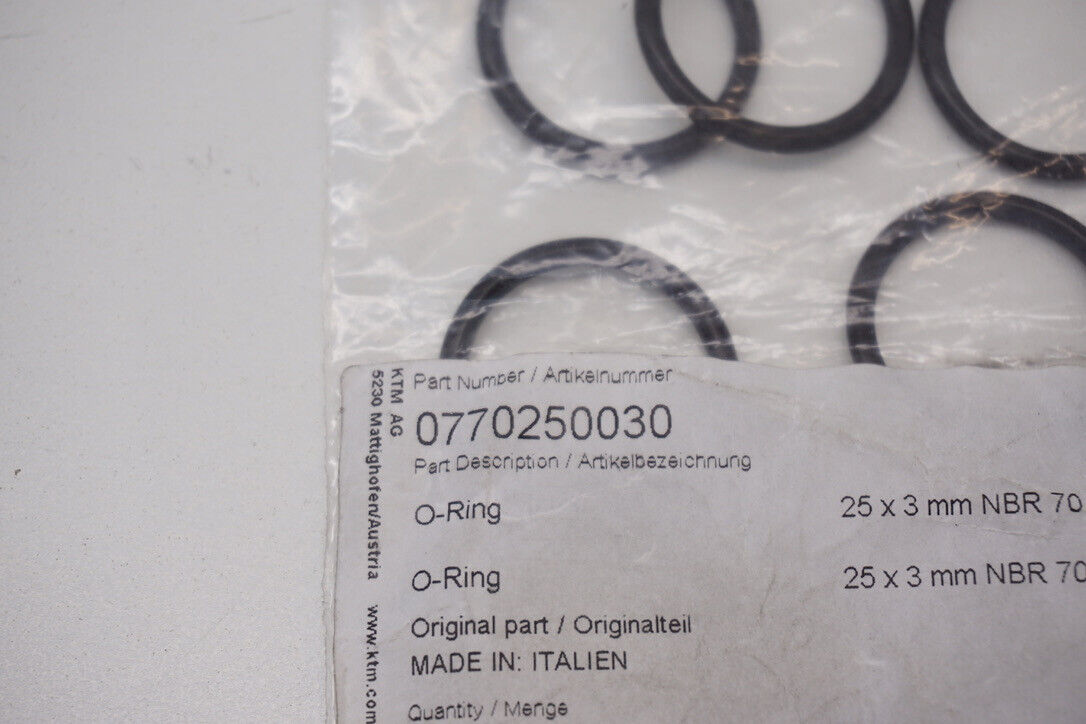 Part Number / Artikelnummer
0770250030
Part Description / Artikelbezeichnung
O-Ring 25 x 3 mm NBR 70
O-Ring 25 x 3 mm NBR 70
Original part / Originalteil
MADE IN: ITALIEN
Quantity / Menge
KTM AG
5230 Mattighofen/Austria www.ktm.com